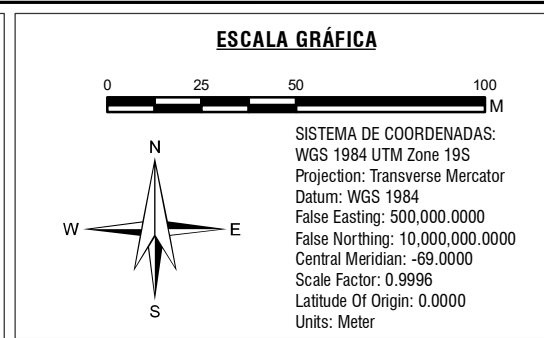 ESCALA GRÁFICA
0 25 50 100
M
SISTEMA DE COORDENADAS:
WGS 1984 UTM Zone 19S
Projection: Transverse Mercator
Datum: WGS 1984
False Easting: 500,000.0000
False Northing: 10,000,000.0000
Central Meridian: -69.0000
Scale Factor: 0.9996
Latitude Of Origin: 0.0000
Units: Meter
N
W E
S